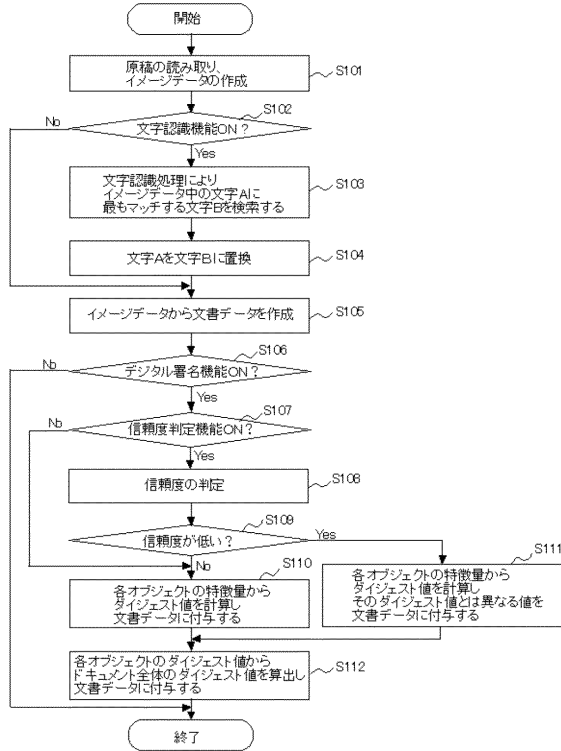 開始
原稿の読み取り、
イメージデータの作成
S101
S102
文字認識機能ON？
No
Yes
文字認識処理により
イメージデータ中の文字Aに
最もマッチする文字Bを検索する
S103
文字Aを文字Bに置換
S104
イメージデータから文書データを作成
S105
S106
デジタル署名機能ON？
No
Yes
S107
信頼度判定機能ON？
No
Yes
信頼度の判定
S108
S109
信頼度が低い？
Yes
No
S110
各オブジェクトの特徴量から
ダイジェスト値を計算し
文書データに付与する
S111
各オブジェクトの特徴量から
ダイジェスト値を計算し
そのダイジェスト値とは異なる値を
文書データに付与する
各オブジェクトのダイジェスト値から
ドキュメント全体のダイジェスト値を算出し
文書データに付与する
S112
終了